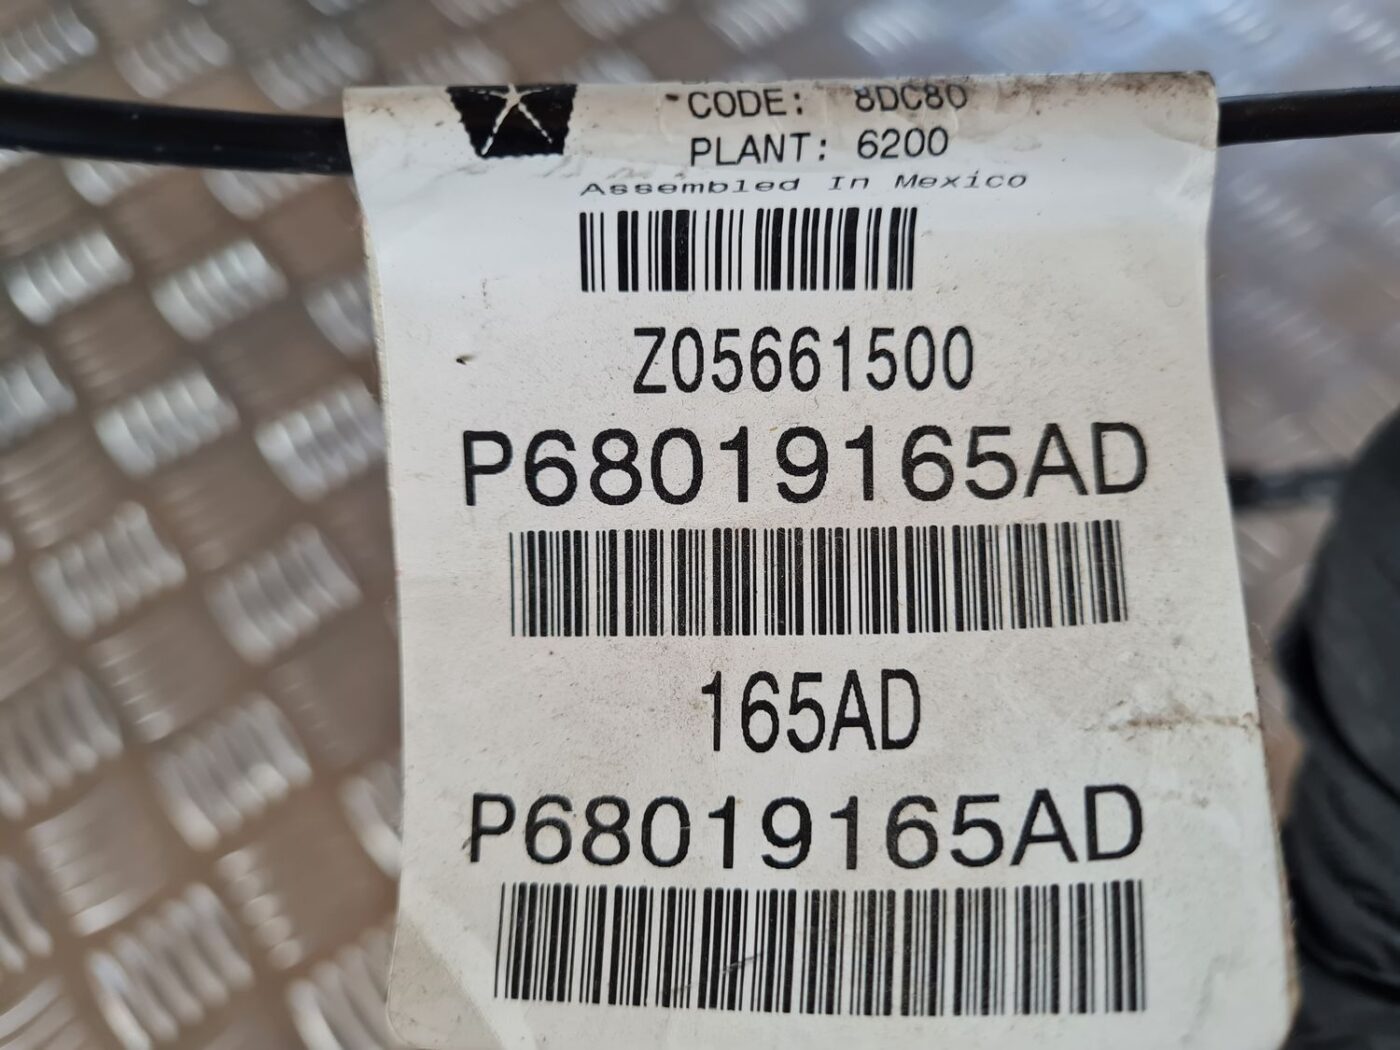 CODE: 8DC80
PLANT: 6200
Assembled In Mexico
Z05661500
P68019165AD
165AD
P68019165AD